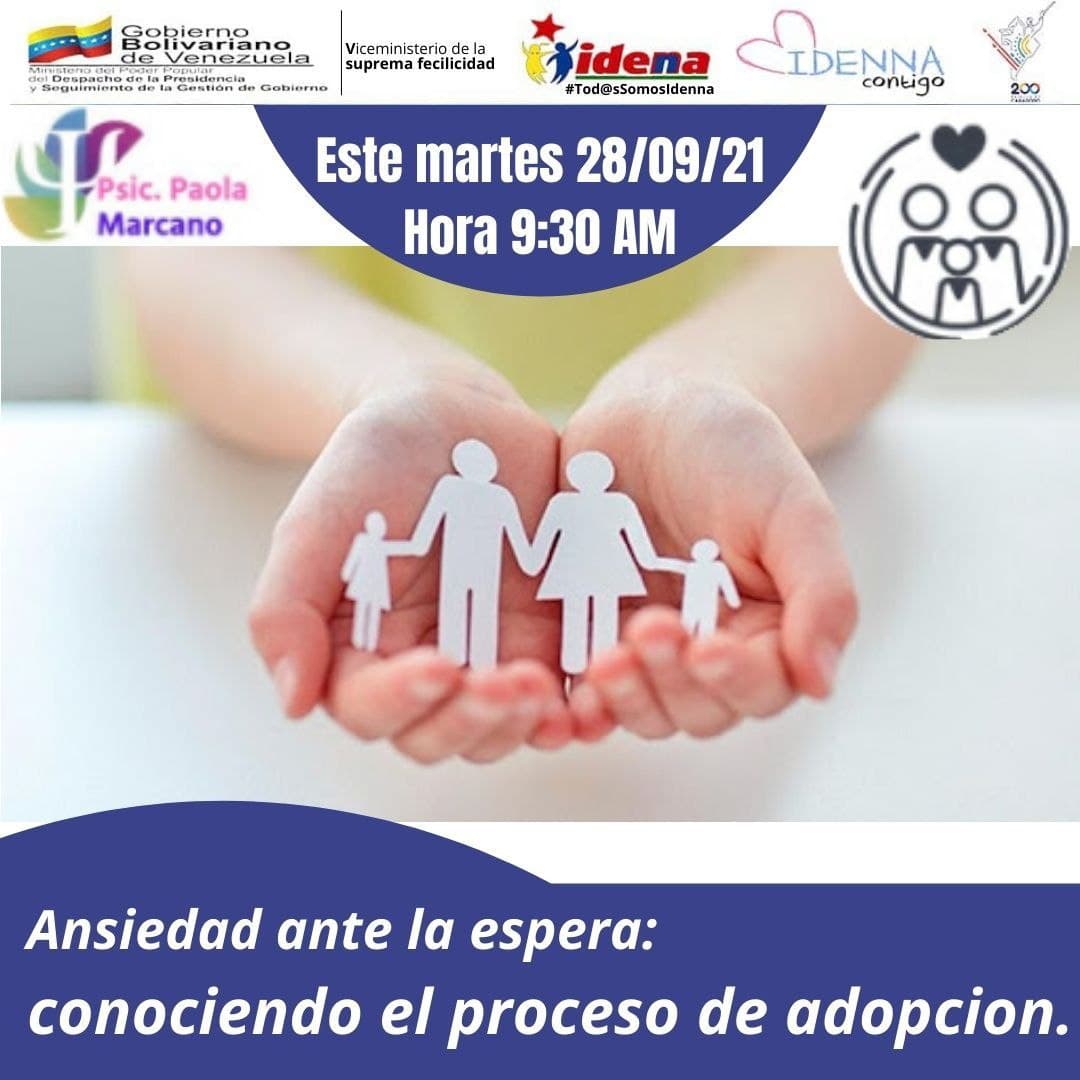 Gobierno
Bolivariano
de Venezuela
Ministerio del Poder Popular
del Despacho de la Presidencia
y Seguimiento de la Gestión de Gobierno
Viceministerio de la
suprema fecilicidad
idena
#Tod@sSomosIdenna
IDENNA
contigo
200
CARABOBO
Psic. Paola
Marcano
Este martes 28/09/21
Hora 9:30 AM
Ansiedad ante la espera:
conociendo el proceso de adopcion.